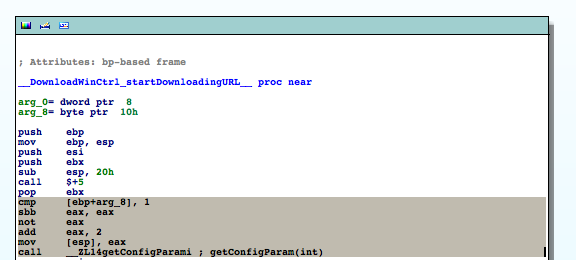 ; Attributes: bp-based frame
__DownloadWinCtrl_startDownloadingURL__ proc near
arg_0= dword ptr 8
arg_8= byte ptr 10h
push ebp
mov ebp, esp
push esi
push ebx
sub esp, 20h
call $+5
pop ebx
cmp [ebp+arg_8], 1
sbb eax, eax
not eax
add eax, 2
mov [esp], eax
call __ZL14getConfigParami ; getConfigParam(int)